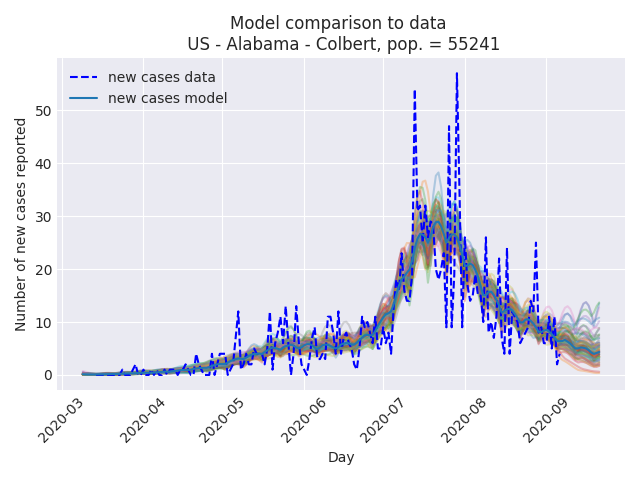 Model comparison to data
US - Alabama - Colbert, pop. = 55241
new cases data
new cases model
Number of new cases reported
50
40
30
20
10
0
2020-03
2020-04
2020-05
2020-06
2020-07
2020-08
2020-09
Day